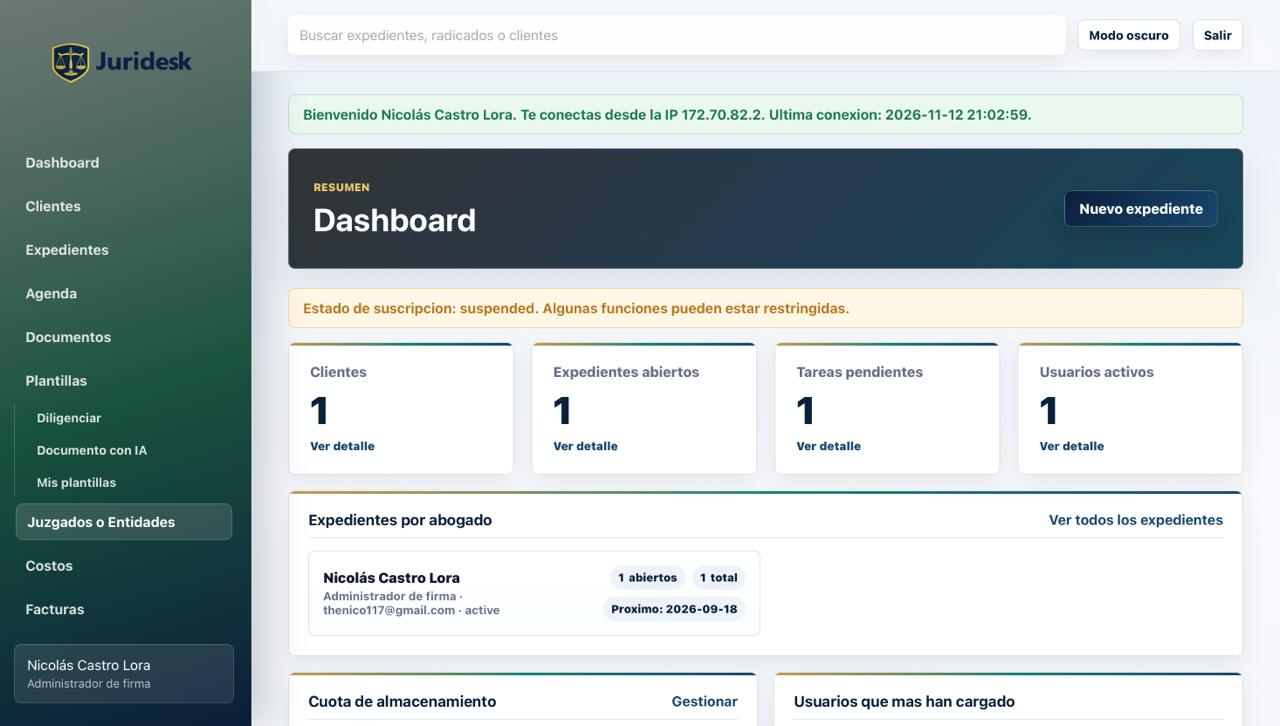 Juridesk
Dashboard
Clientes
Expedientes
Agenda
Documentos
Plantillas
Diligenciar
Documento con IA
Mis plantillas
Juzgados o Entidades
Costos
Facturas
Nicolás Castro Lora
Administrador de firma
Buscar expedientes, radicados o clientes
Modo oscuro
Salir
Bienvenido Nicolás Castro Lora. Te conectas desde la IP 172.70.82.2. Ultima conexion: 2026-11-12 21:02:59.
RESUMEN
Dashboard
Nuevo expediente
Estado de suscripcion: suspended. Algunas funciones pueden estar restringidas.
Clientes
1
Ver detalle
Expedientes abiertos
1
Ver detalle
Tareas pendientes
1
Ver detalle
Usuarios activos
1
Ver detalle
Expedientes por abogado
Ver todos los expedientes
Nicolás Castro Lora
Administrador de firma ·
thenico117@gmail.com · active
1 abiertos
1 total
Proximo: 2026-09-18
Cuota de almacenamiento
Gestionar
Usuarios que mas han cargado